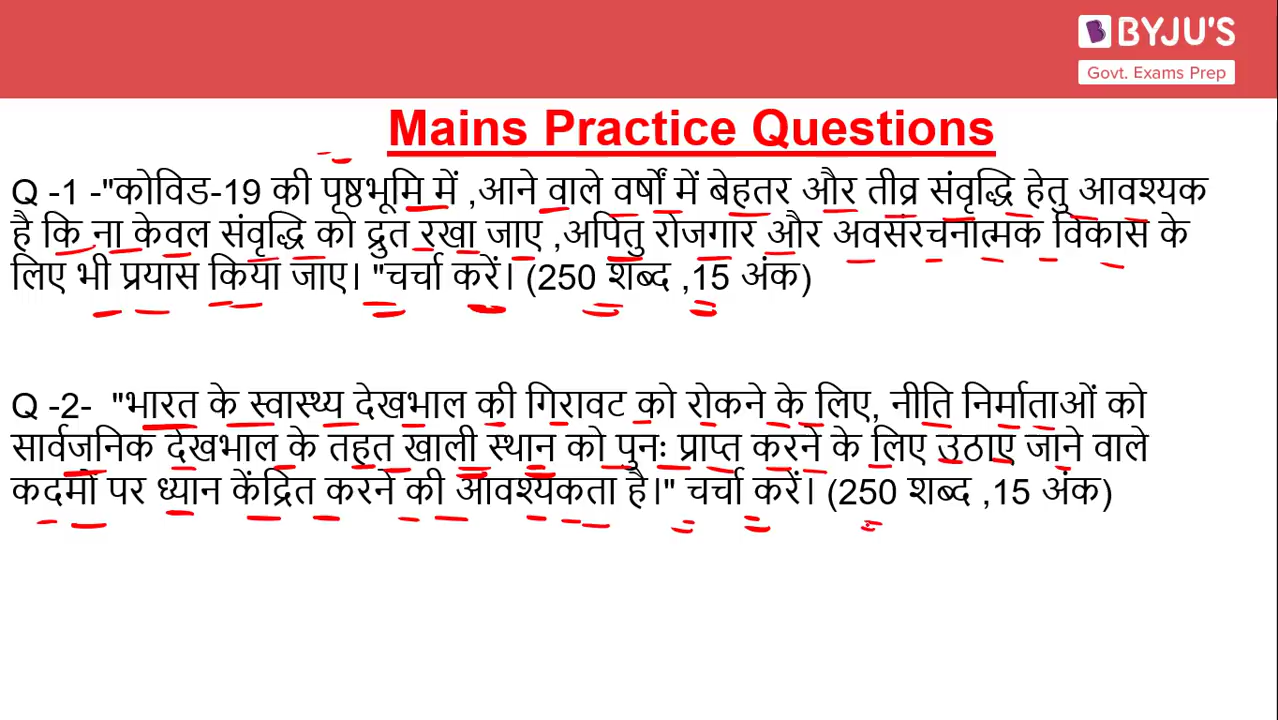 BYJU'S
Govt. Exams Prep
Mains Practice Questions
Q -1 -"कोविड-19 की पृष्ठभूमि में ,आने वाले वर्षों में बेहतर और तीव्र संवृद्धि हेतु आवश्यक
है कि ना केवल संवृद्धि को द्रुत रखा जाए ,अपितु रोजगार और अवसंरचनात्मक विकास के
लिए भी प्रयास किया जाए। "चर्चा करें। (250 शब्द ,15 अंक)
Q -2- "भारत के स्वास्थ्य देखभाल की गिरावट को रोकने के लिए, नीति निर्माताओं को
सार्वजनिक देखभाल के तहत खाली स्थान को पुनः प्राप्त करने के लिए उठाए जाने वाले
कदमों पर ध्यान केंद्रित करने की आवश्यकता है।" चर्चा करें। (250 शब्द ,15 अंक)